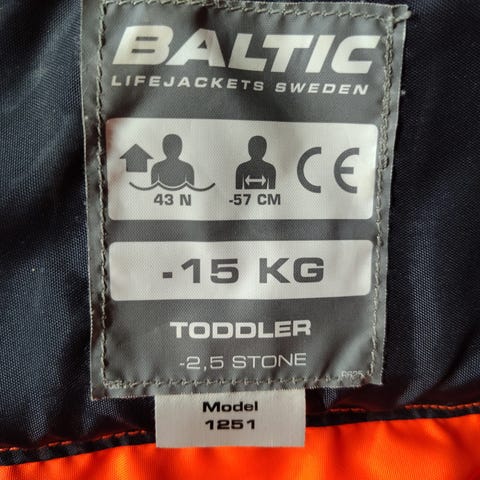 BALTIC
LIFEJACKETS SWEDEN
43 N
-57 CM
CE
-15 KG
TODDLER
-2,5 STONE
Model
1251